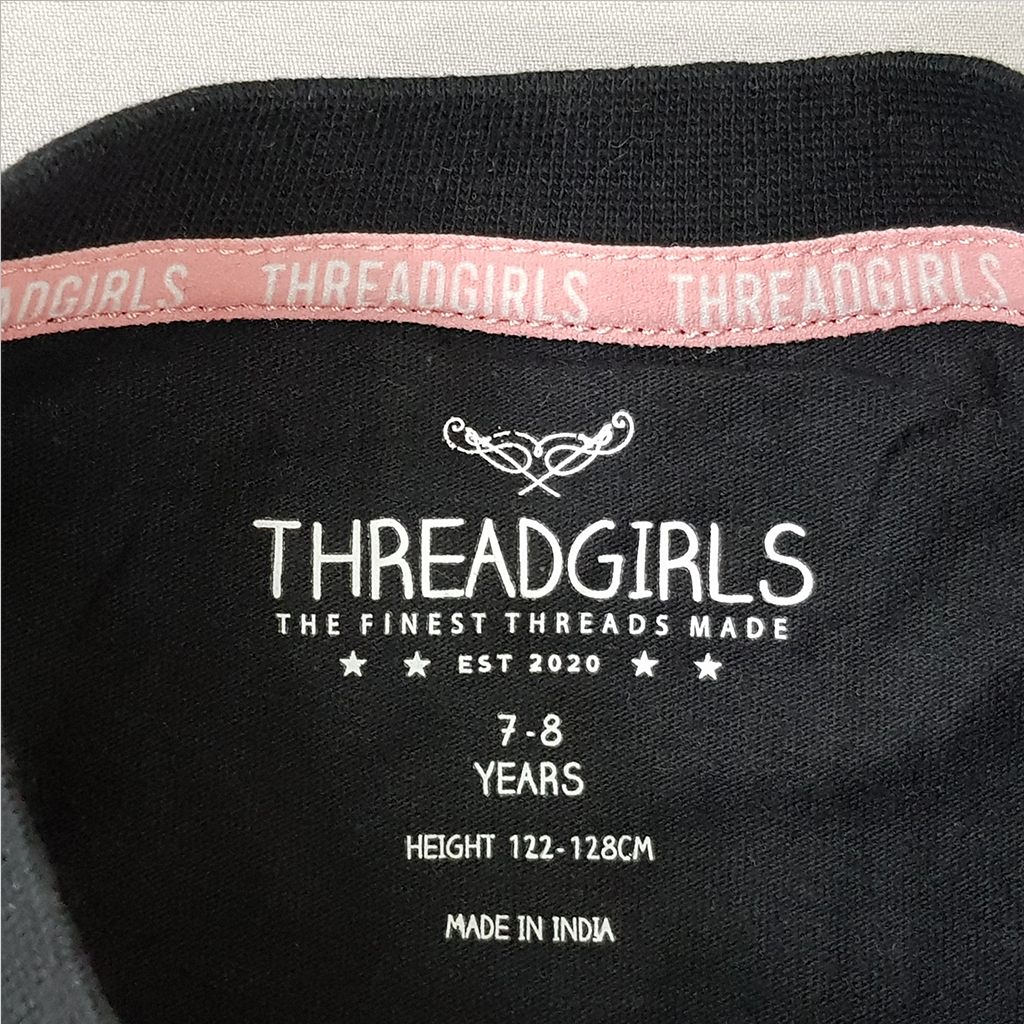 ADGIRLS THREADGIRLS THREADGIRLS
THREADGIRLS
THE FINEST THREADS MADE
EST 2020
7-8
YEARS
HEIGHT 122-128CM
MADE IN INDIA